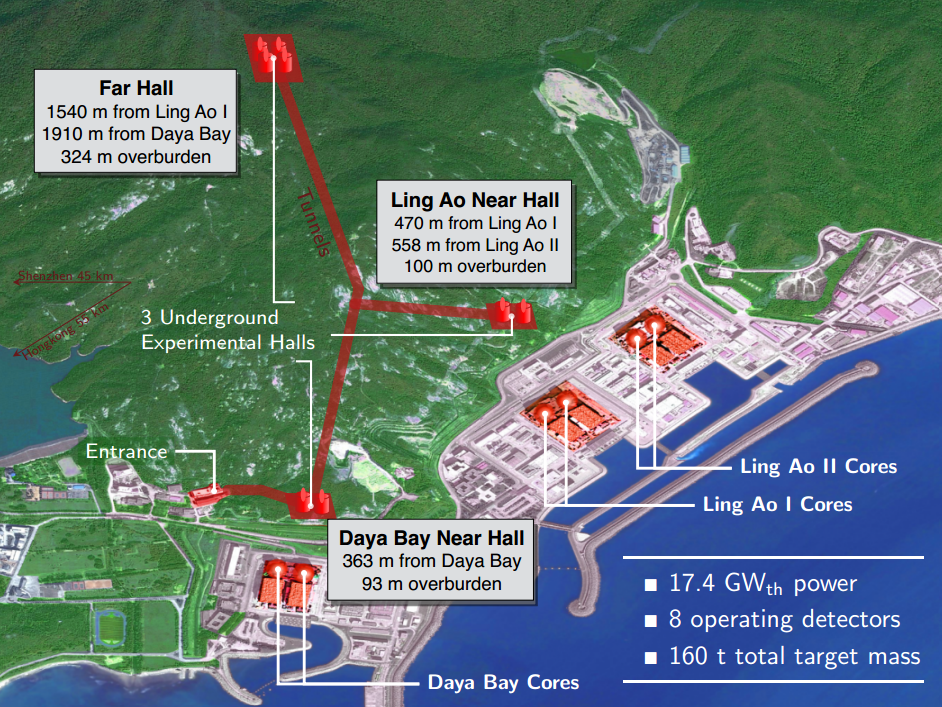 Far Hall
1540 m from Ling Ao I
1910 m from Daya Bay
324 m overburden
Tunnels
Ling Ao Near Hall
470 m from Ling Ao I
558 m from Ling Ao II
100 m overburden
Shenzhen 45 km
Hongkong 55 km
3 Underground
Experimental Halls
Entrance
Ling Ao II Cores
Ling Ao I Cores
Daya Bay Near Hall
363 m from Daya Bay
93 m overburden
■ 17.4 GWth power
■ 8 operating detectors
■ 160 t total target mass
Daya Bay Cores